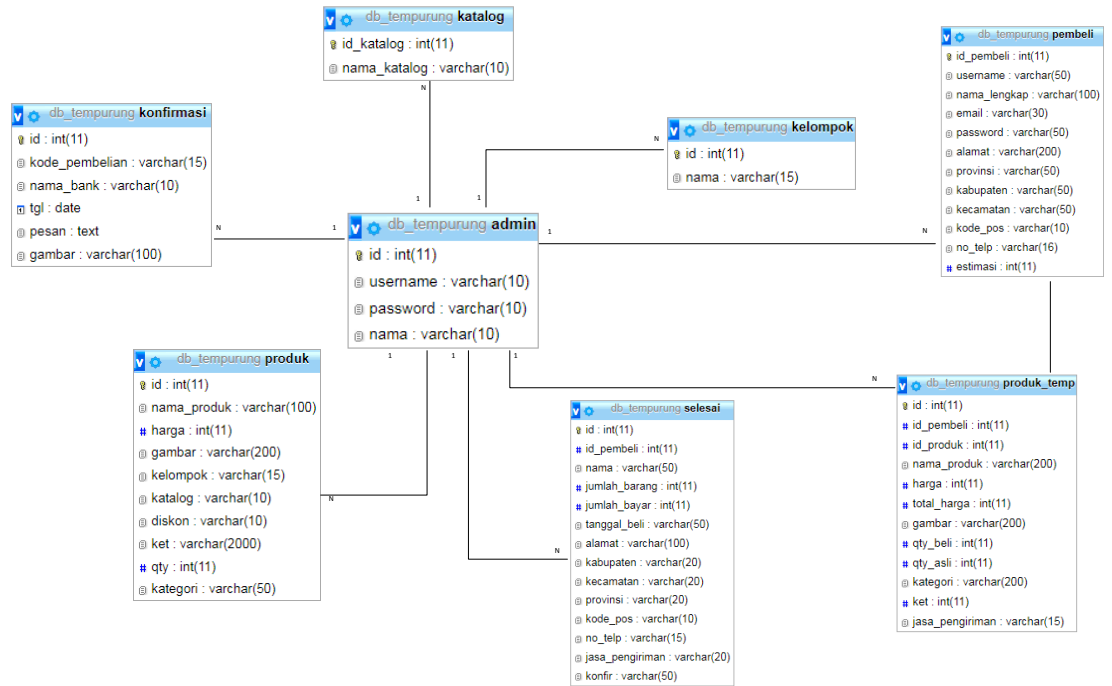 db_tempurung katalog
id_katalog : int(11)
nama_katalog : varchar(10)
N
db_tempurung pembeli
id_pembeli : int(11)
username : varchar(50)
nama_lengkap : varchar(100)
email : varchar(30)
password : varchar(50)
alamat : varchar(200)
provinsi : varchar(50)
kabupaten : varchar(50)
kecamatan : varchar(50)
kode_pos : varchar(10)
no_telp : varchar(16)
estimasi : int(11)
N
db_tempurung konfirmasi
id : int(11)
kode_pembelian : varchar(15)
nama_bank : varchar(10)
tgl : date
pesan : text
gambar : varchar(100)
N
db_tempurung kelompok
id : int(11)
nama : varchar(15)
N
db_tempurung admin
id : int(11)
username : varchar(10)
password : varchar(10)
nama : varchar(10)
1
1
1
1
1
1
1
db_tempurung produk
id : int(11)
nama_produk : varchar(100)
harga : int(11)
gambar : varchar(200)
kelompok : varchar(15)
katalog : varchar(10)
diskon : varchar(10)
ket : varchar(2000)
qty : int(11)
kategori : varchar(50)
N
db_tempurung selesai
id : int(11)
id_pembeli : int(11)
nama : varchar(50)
jumlah_barang : int(11)
jumlah_bayar : int(11)
tanggal_beli : varchar(50)
alamat : varchar(100)
kabupaten : varchar(20)
kecamatan : varchar(20)
provinsi : varchar(20)
kode_pos : varchar(10)
no_telp : varchar(15)
jasa_pengiriman : varchar(20)
konfir : varchar(50)
N
db_tempurung produk_temp
id : int(11)
id_pembeli : int(11)
id_produk : int(11)
nama_produk : varchar(200)
harga : int(11)
total_harga : int(11)
gambar : varchar(200)
qty_beli : int(11)
qty_asli : int(11)
kategori : varchar(200)
ket : int(11)
jasa_pengiriman : varchar(15)
N